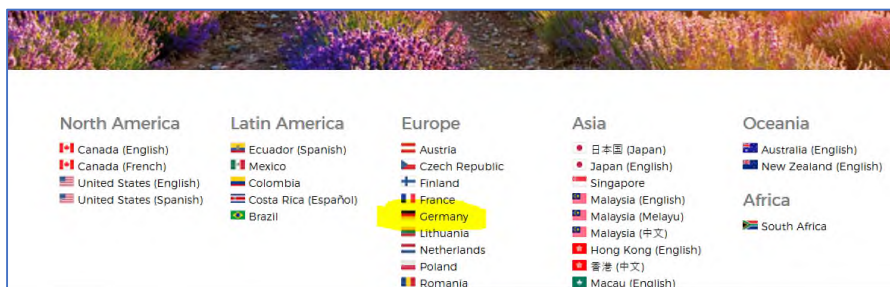 North America
Canada (English)
Canada (French)
United States (English)
United States (Spanish)
Latin America
Ecuador (Spanish)
Mexico
Colombia
Costa Rica (Español)
Brazil
Europe
Austria
Czech Republic
Finland
France
Germany
Lithuania
Netherlands
Poland
Romania
Asia
日本国 (Japan)
Japan (English)
Singapore
Malaysia (English)
Malaysia (Melayu)
Malaysia (中文)
Hong Kong (English)
香港 (中文)
Macau (English)
Oceania
Australia (English)
New Zealand (English)
Africa
South Africa